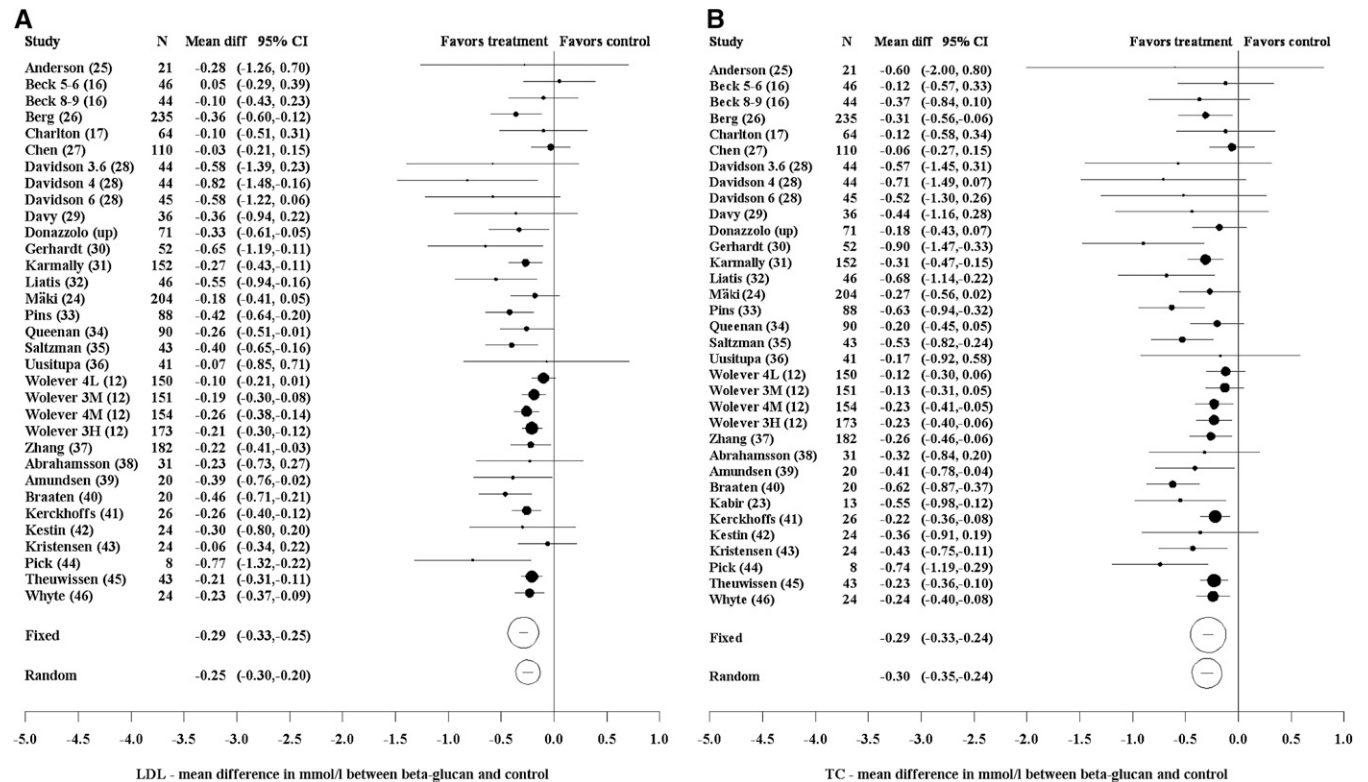 A
Study N Mean diff 95% CI Favors treatment Favors control
Anderson (25) 21 -0.28 (-1.26, 0.70)
Beck 5-6 (16) 46 0.05 (-0.29, 0.39)
Beck 8-9 (16) 44 -0.10 (-0.43, 0.23)
Berg (26) 235 -0.36 (-0.60,-0.12)
Charlton (17) 64 -0.10 (-0.51, 0.31)
Chen (27) 110 -0.03 (-0.21, 0.15)
Davidson 3.6 (28) 44 -0.58 (-1.39, 0.23)
Davidson 4 (28) 44 -0.82 (-1.48,-0.16)
Davidson 6 (28) 45 -0.58 (-1.22, 0.06)
Davy (29) 36 -0.36 (-0.94, 0.22)
Donazzolo (up) 71 -0.33 (-0.61,-0.05)
Gerhardt (30) 52 -0.65 (-1.19,-0.11)
Karmally (31) 152 -0.27 (-0.43,-0.11)
Liatis (32) 46 -0.55 (-0.94,-0.16)
Mäki (24) 204 -0.18 (-0.41, 0.05)
Pins (33) 88 -0.42 (-0.64,-0.20)
Queenan (34) 90 -0.26 (-0.51,-0.01)
Saltzman (35) 43 -0.40 (-0.65,-0.16)
Uusitupa (36) 41 -0.07 (-0.85, 0.71)
Wolever 4L (12) 150 -0.10 (-0.21, 0.01)
Wolever 3M (12) 151 -0.19 (-0.30,-0.08)
Wolever 4M (12) 154 -0.26 (-0.38,-0.14)
Wolever 3H (12) 173 -0.21 (-0.30,-0.12)
Zhang (37) 182 -0.22 (-0.41,-0.03)
Abrahamsson (38) 31 -0.23 (-0.73, 0.27)
Amundsen (39) 20 -0.39 (-0.76,-0.02)
Braaten (40) 20 -0.46 (-0.71,-0.21)
Kerckhoffs (41) 26 -0.26 (-0.40,-0.12)
Kestin (42) 24 -0.30 (-0.80, 0.20)
Kristensen (43) 24 -0.06 (-0.34, 0.22)
Pick (44) 8 -0.77 (-1.32,-0.22)
Theuwissen (45) 43 -0.21 (-0.31,-0.11)
Whyte (46) 24 -0.23 (-0.37,-0.09)
Fixed -0.29 (-0.33,-0.25)
Random -0.25 (-0.30,-0.20)
-5.0 -4.5 -4.0 -3.5 -3.0 -2.5 -2.0 -1.5 -1.0 -0.5 -0.0 0.5 1.0
LDL - mean difference in mmol/l between beta-glucan and control
B
Study N Mean diff 95% CI Favors treatment Favors control
Anderson (25) 21 -0.60 (-2.00, 0.80)
Beck 5-6 (16) 46 -0.12 (-0.57, 0.33)
Beck 8-9 (16) 44 -0.37 (-0.84, 0.10)
Berg (26) 235 -0.31 (-0.56,-0.06)
Charlton (17) 64 -0.12 (-0.58, 0.34)
Chen (27) 110 -0.06 (-0.27, 0.15)
Davidson 3.6 (28) 44 -0.57 (-1.45, 0.31)
Davidson 4 (28) 44 -0.71 (-1.49, 0.07)
Davidson 6 (28) 45 -0.52 (-1.30, 0.26)
Davy (29) 36 -0.44 (-1.16, 0.28)
Donazzolo (up) 71 -0.18 (-0.43, 0.07)
Gerhardt (30) 52 -0.90 (-1.47,-0.33)
Karmally (31) 152 -0.31 (-0.47,-0.15)
Liatis (32) 46 -0.68 (-1.14,-0.22)
Mäki (24) 204 -0.27 (-0.56, 0.02)
Pins (33) 88 -0.63 (-0.94,-0.32)
Queenan (34) 90 -0.20 (-0.45, 0.05)
Saltzman (35) 43 -0.53 (-0.82,-0.24)
Uusitupa (36) 41 -0.17 (-0.92, 0.58)
Wolever 4L (12) 150 -0.12 (-0.30, 0.06)
Wolever 3M (12) 151 -0.13 (-0.31, 0.05)
Wolever 4M (12) 154 -0.23 (-0.41,-0.05)
Wolever 3H (12) 173 -0.23 (-0.40,-0.06)
Zhang (37) 182 -0.26 (-0.46,-0.06)
Abrahamsson (38) 31 -0.32 (-0.84, 0.20)
Amundsen (39) 20 -0.41 (-0.78,-0.04)
Braaten (40) 20 -0.62 (-0.87,-0.37)
Kabir (23) 13 -0.55 (-0.98,-0.12)
Kerckhoffs (41) 26 -0.22 (-0.36,-0.08)
Kestin (42) 24 -0.36 (-0.91, 0.19)
Kristensen (43) 24 -0.43 (-0.75,-0.11)
Pick (44) 8 -0.74 (-1.19,-0.29)
Theuwissen (45) 43 -0.23 (-0.36,-0.10)
Whyte (46) 24 -0.24 (-0.40,-0.08)
Fixed -0.29 (-0.33,-0.24)
Random -0.30 (-0.35,-0.24)
-5.0 -4.5 -4.0 -3.5 -3.0 -2.5 -2.0 -1.5 -1.0 -0.5 -0.0 0.5 1.0
TC - mean difference in mmol/l between beta-glucan and control